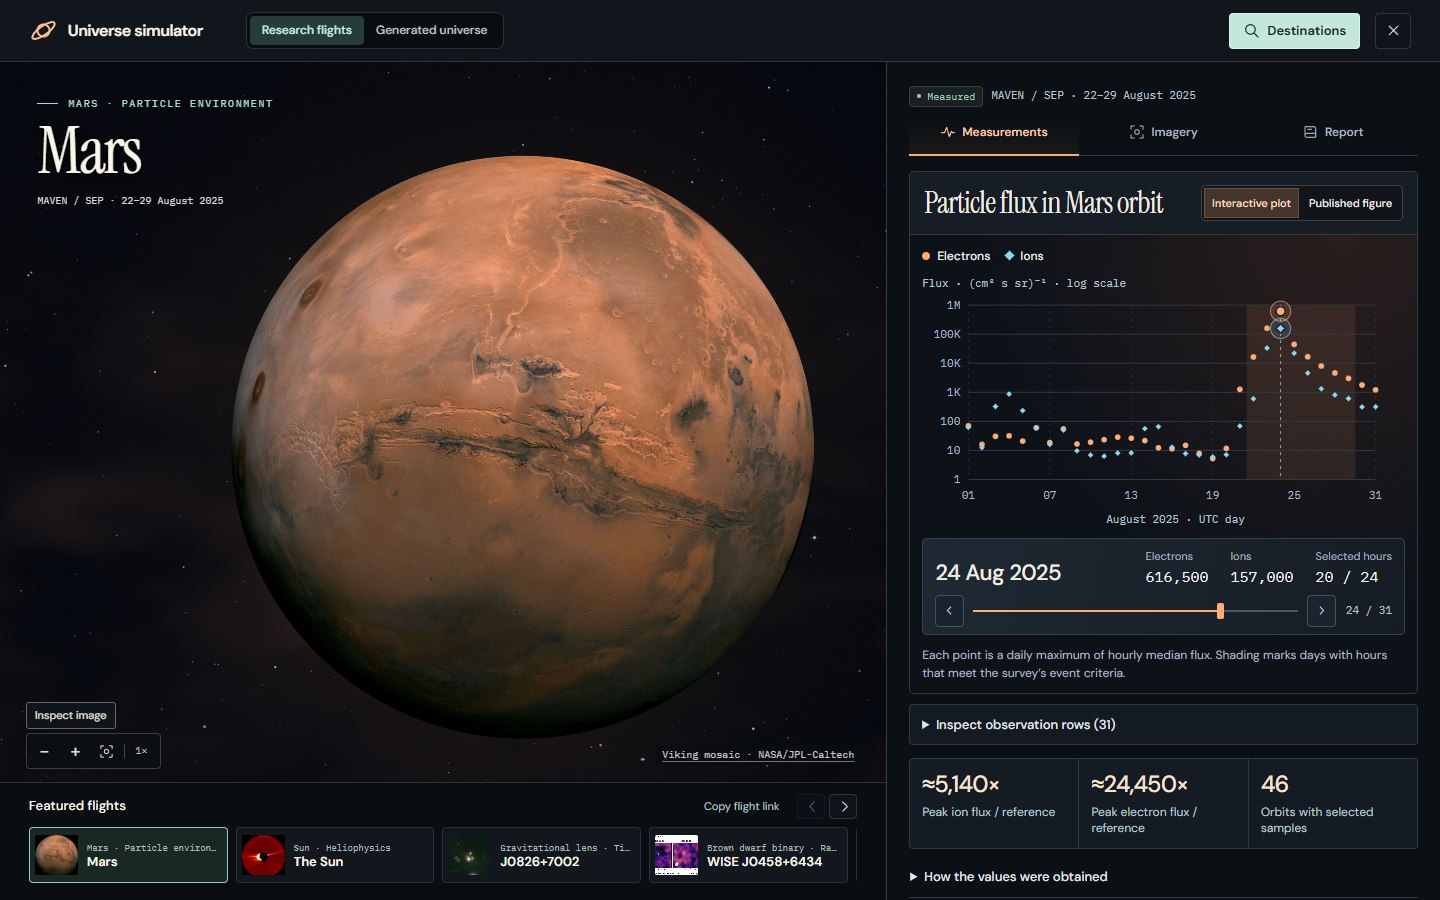 Universe simulator
Research flights
Generated universe
Destinations
MARS · PARTICLE ENVIRONMENT
Mars
MAVEN / SEP · 22–29 August 2025
Inspect image
− + 1×
Viking mosaic · NASA/JPL-Caltech
Featured flights
Copy flight link
Mars · Particle environ…
Mars
Sun · Heliophysics
The Sun
Gravitational lens · Ti…
J0826+7002
Brown dwarf binary · Ra…
WISE J0458+6434
Measured
MAVEN / SEP · 22–29 August 2025
Measurements
Imagery
Report
Particle flux in Mars orbit
Interactive plot
Published figure
Electrons
Ions
Flux · (cm² s sr)⁻¹ · log scale
1M
100K
10K
1K
100
10
1
01 07 13 19 25 31
August 2025 · UTC day
24 Aug 2025
Electrons
616,500
Ions
157,000
Selected hours
20 / 24
24 / 31
Each point is a daily maximum of hourly median flux. Shading marks days with hours
that meet the survey's event criteria.
Inspect observation rows (31)
≈5,140×
Peak ion flux / reference
≈24,450×
Peak electron flux /
reference
46
Orbits with selected
samples
How the values were obtained